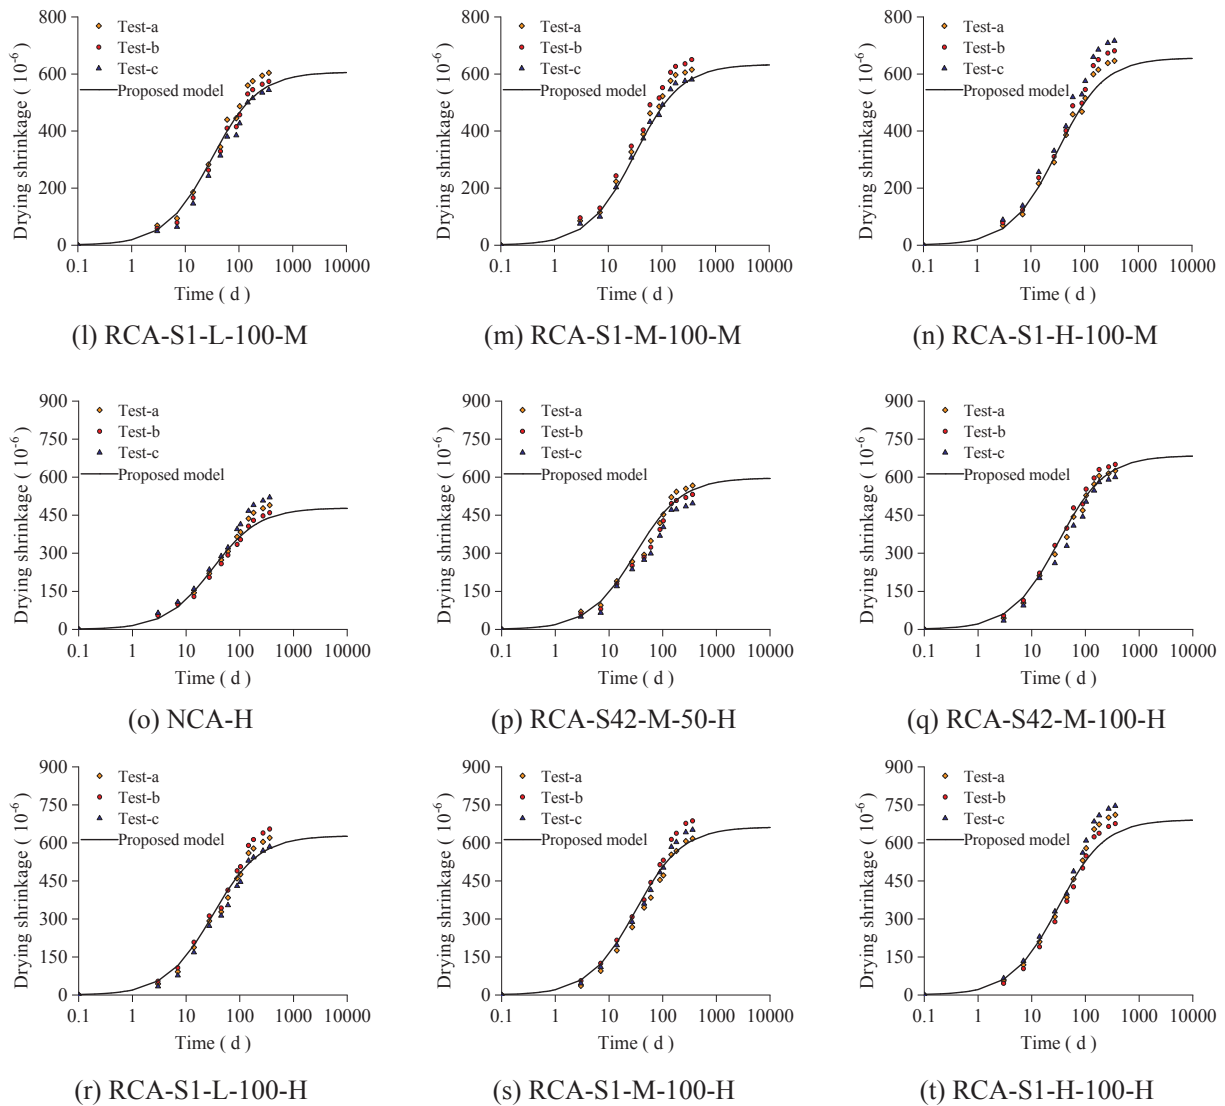 800
600
400
200
0
Drying shrinkage ( 10-6)
Test-a
Test-b
Test-c
Proposed model
0.1 1 10 100 1000 10000
Time ( d )
(l) RCA-S1-L-100-M
800
600
400
200
0
Drying shrinkage ( 10-6)
Test-a
Test-b
Test-c
Proposed model
0.1 1 10 100 1000 10000
Time ( d )
(m) RCA-S1-M-100-M
800
600
400
200
0
Drying shrinkage ( 10-6)
Test-a
Test-b
Test-c
Proposed model
0.1 1 10 100 1000 10000
Time ( d )
(n) RCA-S1-H-100-M
900
750
600
450
300
150
0
Drying shrinkage ( 10-6)
Test-a
Test-b
Test-c
Proposed model
0.1 1 10 100 1000 10000
Time ( d )
(o) NCA-H
900
750
600
450
300
150
0
Drying shrinkage ( 10-6)
Test-a
Test-b
Test-c
Proposed model
0.1 1 10 100 1000 10000
Time ( d )
(p) RCA-S42-M-50-H
900
750
600
450
300
150
0
Drying shrinkage ( 10-6)
Test-a
Test-b
Test-c
Proposed model
0.1 1 10 100 1000 10000
Time ( d )
(q) RCA-S42-M-100-H
900
750
600
450
300
150
0
Drying shrinkage ( 10-6)
Test-a
Test-b
Test-c
Proposed model
0.1 1 10 100 1000 10000
Time ( d )
(r) RCA-S1-L-100-H
900
750
600
450
300
150
0
Drying shrinkage ( 10-6)
Test-a
Test-b
Test-c
Proposed model
0.1 1 10 100 1000 10000
Time ( d )
(s) RCA-S1-M-100-H
900
750
600
450
300
150
0
Drying shrinkage ( 10-6)
Test-a
Test-b
Test-c
Proposed model
0.1 1 10 100 1000 10000
Time ( d )
(t) RCA-S1-H-100-H